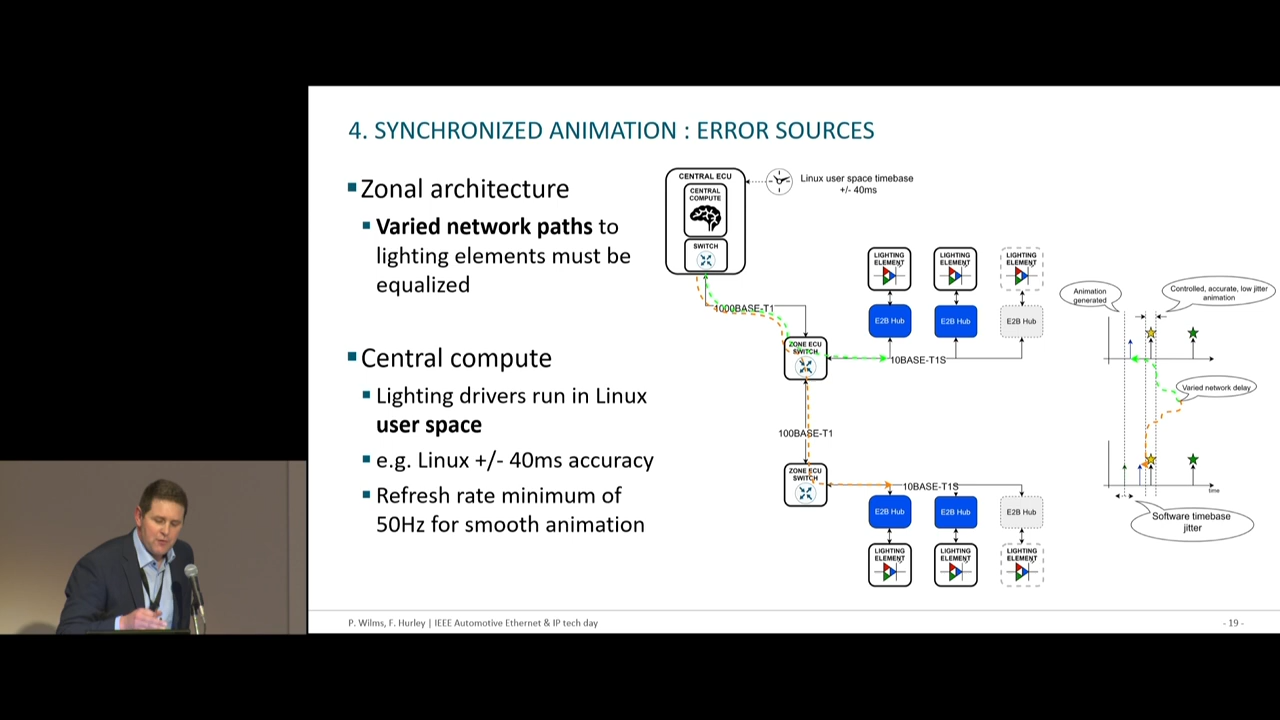 4. SYNCHRONIZED ANIMATION : ERROR SOURCES
Zonal architecture
Varied network paths to
lighting elements must be
equalized
Central compute
Lighting drivers run in Linux
user space
e.g. Linux +/- 40ms accuracy
Refresh rate minimum of
50Hz for smooth animation
CENTRAL ECU
CENTRAL
COMPUTE
SWITCH
Linux user space timebase
+/- 40ms
1000BASE-T1
ZONE ECU
SWITCH
LIGHTING
ELEMENT
LIGHTING
ELEMENT
LIGHTING
ELEMENT
E2B Hub
E2B Hub
E2B Hub
10BASE-T1S
100BASE-T1
ZONE ECU
SWITCH
10BASE-T1S
E2B Hub
E2B Hub
E2B Hub
LIGHTING
ELEMENT
LIGHTING
ELEMENT
LIGHTING
ELEMENT
Animation
generated
Controlled, accurate, low jitter
animation
Varied network delay
time
Software timebase
jitter
P. Wilms, F. Hurley | IEEE Automotive Ethernet & IP tech day
- 19 -